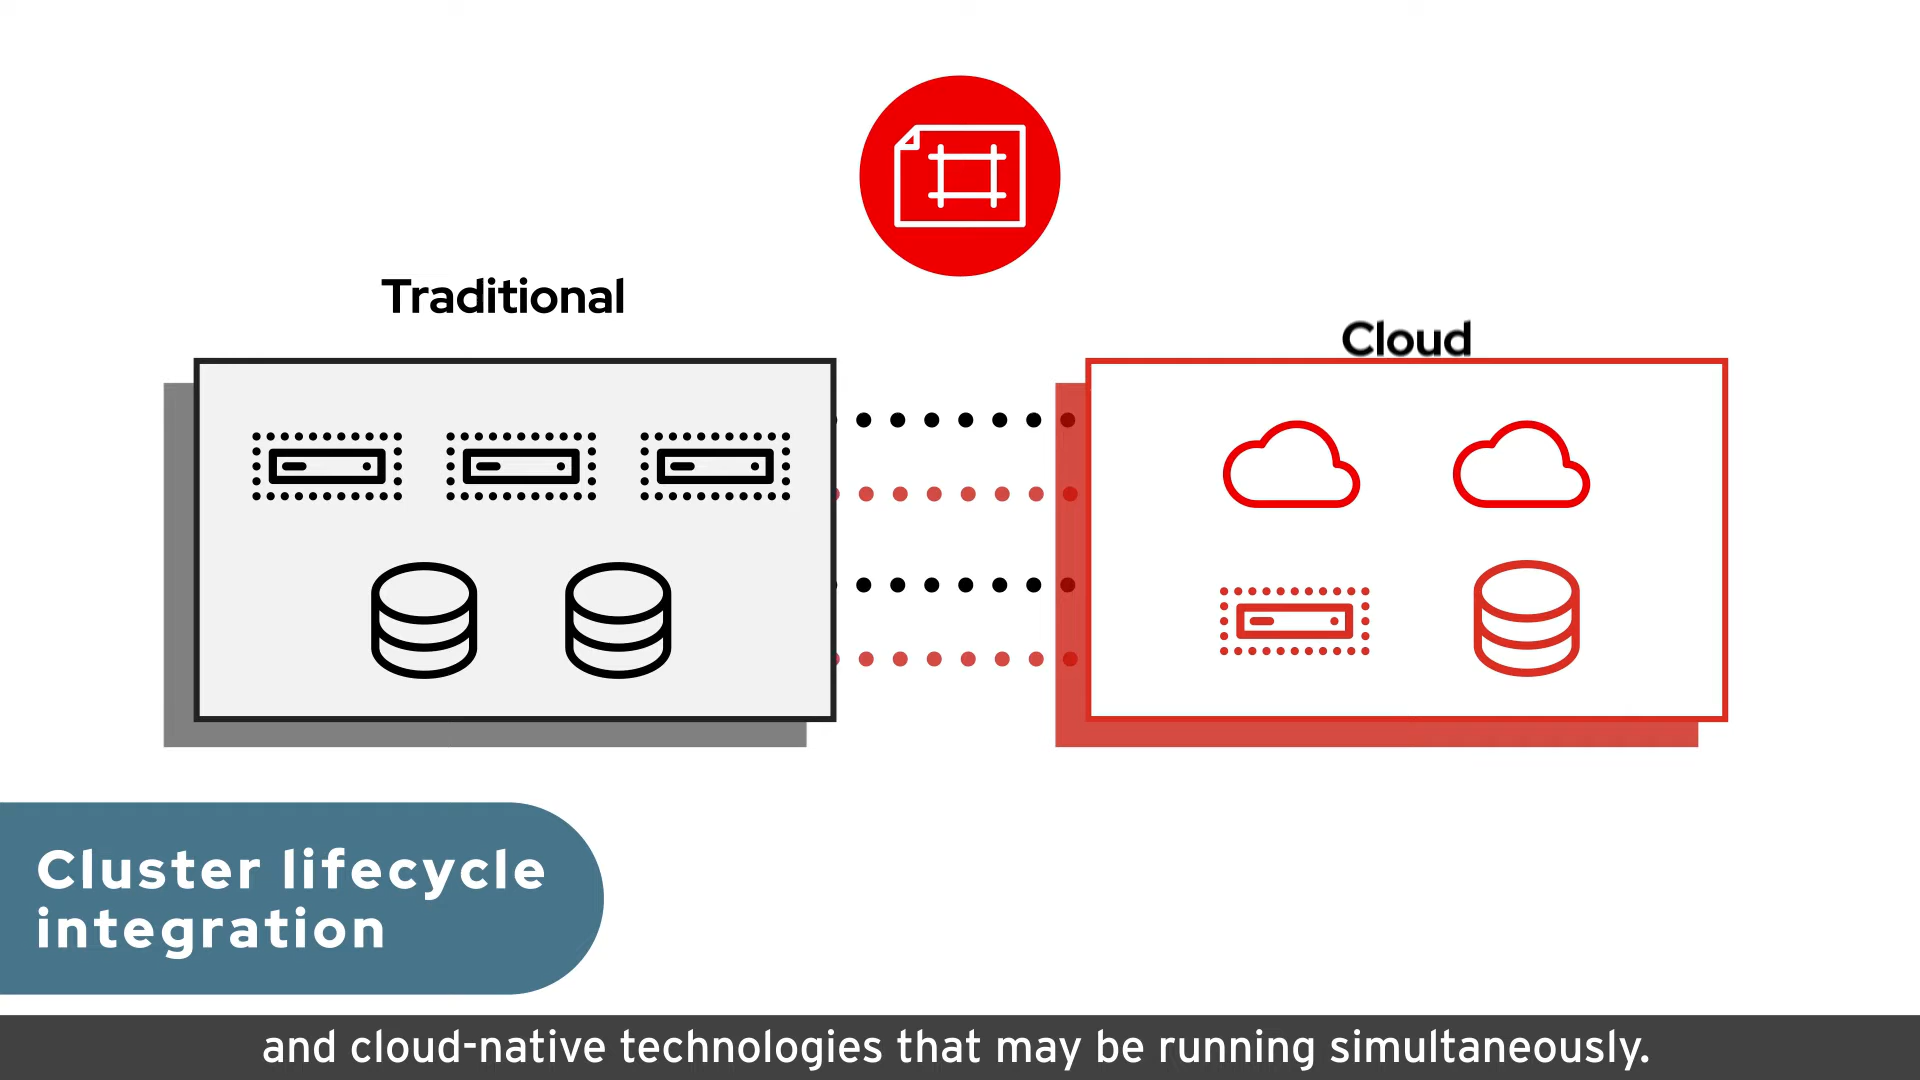 Traditional
Cloud
Cluster lifecycle
integration
and cloud-native technologies that may be running simultaneously.